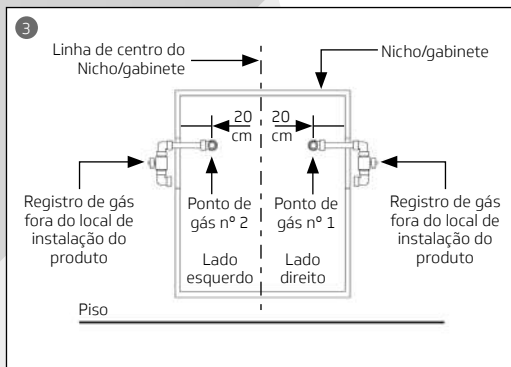 3
Linha de centro do
Nicho/gabinete
Nicho/gabinete
20
cm
20
cm
Registro de gás
fora do local de
instalação do
produto
Ponto de
gás nº 2
Ponto de
gás nº 1
Registro de gás
fora do local de
instalação do
produto
Lado
esquerdo
Lado
direito
Piso